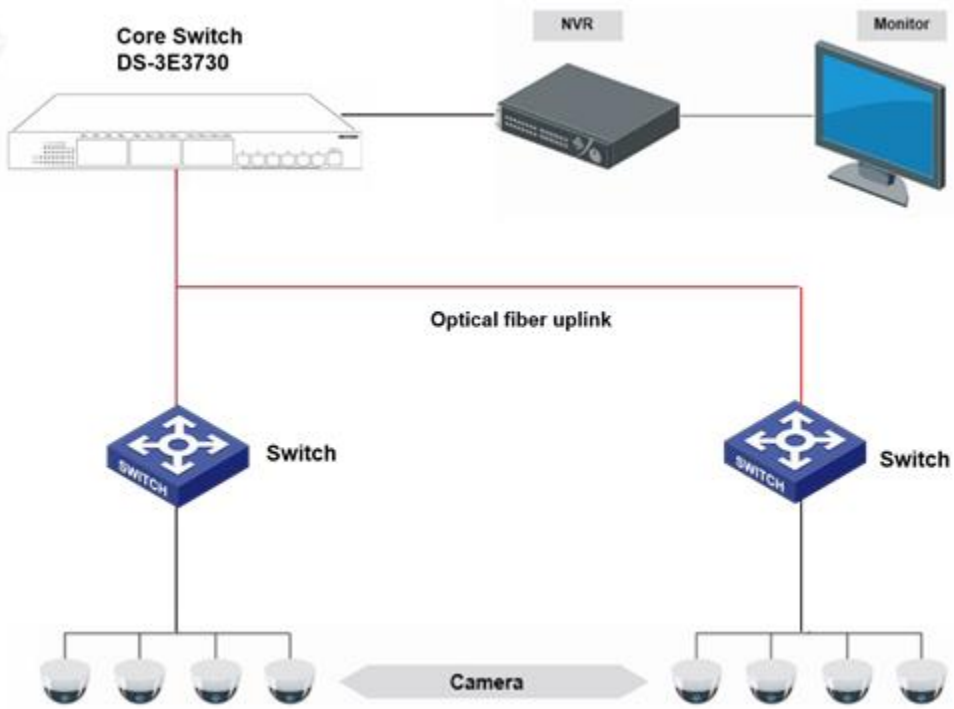 Core Switch
DS-3E3730
NVR
Monitor
Optical fiber uplink
SWITCH
Switch
SWITCH
Switch
Camera